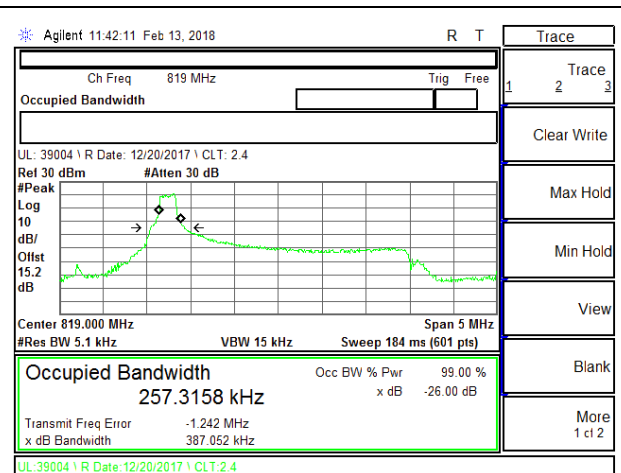 Agilent 11:42:11 Feb 13, 2018 R T
Trace
Ch Freq 819 MHz Trig Free
Occupied Bandwidth
UL: 39004 \ R Date: 12/20/2017 \ CLT: 2.4
Ref 30 dBm #Atten 30 dB
#Peak
Log
10
dB/
Offst
15.2
dB
Center 819.000 MHz Span 5 MHz
#Res BW 5.1 kHz VBW 15 kHz Sweep 184 ms (601 pts)
Occupied Bandwidth Occ BW % Pwr 99.00 %
257.3158 kHz x dB -26.00 dB
Transmit Freq Error -1.242 MHz
x dB Bandwidth 387.052 kHz
UL:39004 \ R Date:12/20/2017 \ CLT:2.4
Trace
1 2 3
Clear Write
Max Hold
Min Hold
View
Blank
More
1 of 2